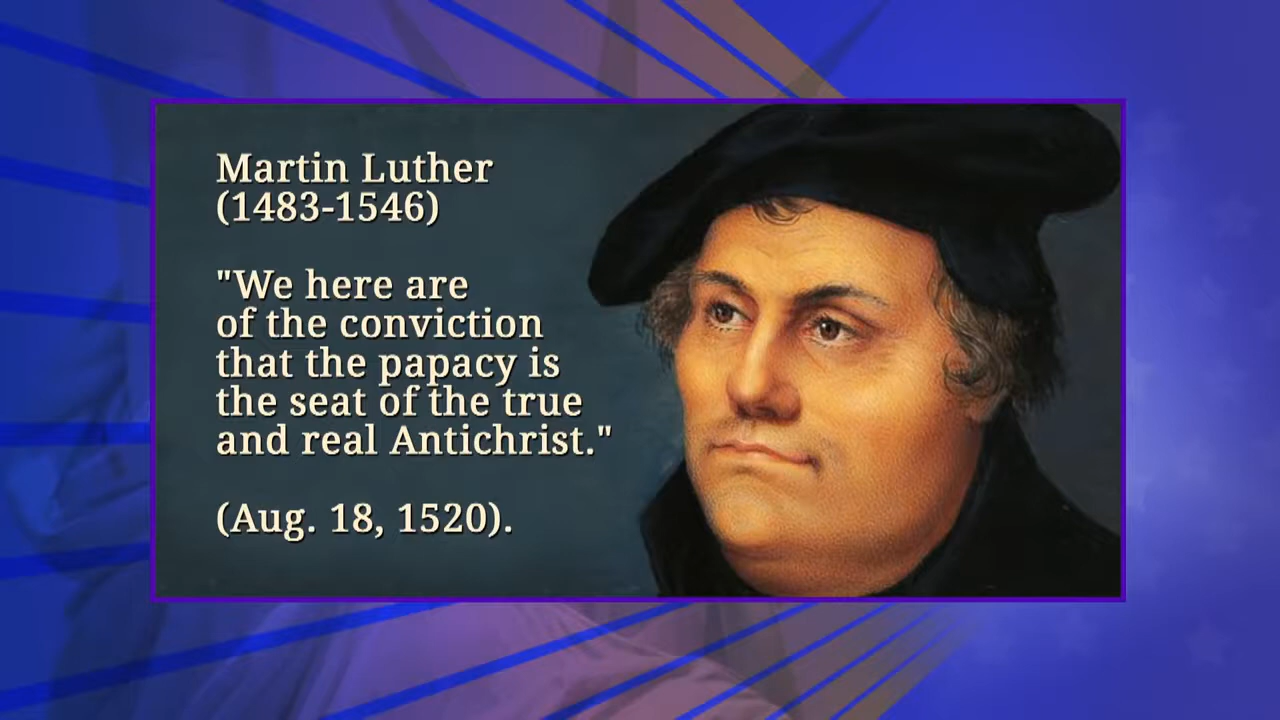 Martin Luther
(1483-1546)
"We here are
of the conviction
that the papacy is
the seat of the true
and real Antichrist."
(Aug. 18, 1520).